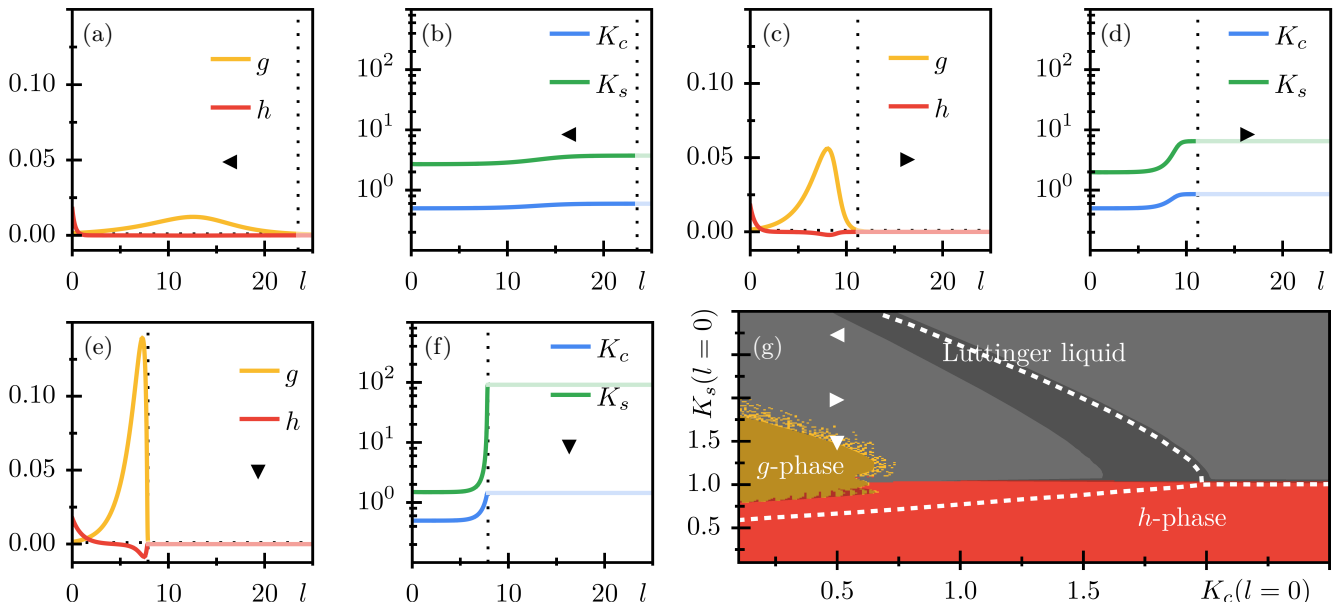 (a)
g
h
0.10
0.05
0.00
0 10 20 l
(b)
K_c
K_s
10^2
10^1
10^0
0 10 20 l
(c)
g
h
0.10
0.05
0.00
0 10 20 l
(d)
K_c
K_s
10^2
10^1
10^0
0 10 20 l
(e)
g
h
0.10
0.05
0.00
0 10 20 l
(f)
K_c
K_s
10^2
10^1
10^0
0 10 20 l
(g)
Luttinger liquid
g-phase
h-phase
K_s(l = 0)
1.5
1.0
0.5
0.5 1.0 1.5 K_c(l = 0)